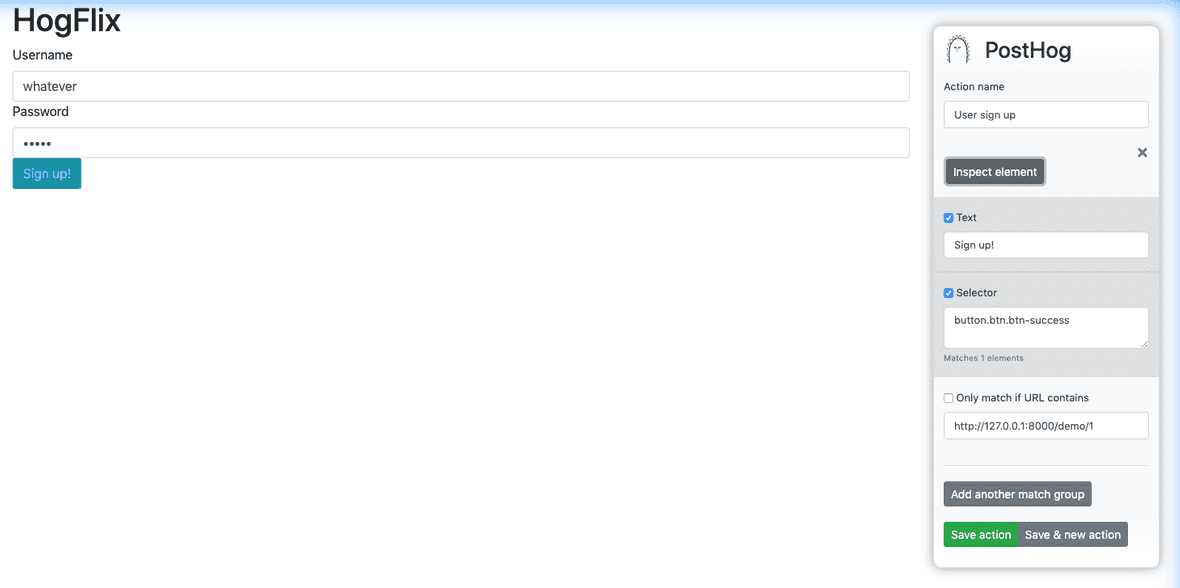 HogFlix
Username
whatever
Password
•••••
Sign up!
PostHog
Action name
User sign up
×
Inspect element
Text
Sign up!
Selector
button.btn.btn-success
Matches 1 elements
Only match if URL contains
http://127.0.0.1:8000/demo/1
Add another match group
Save action Save & new action